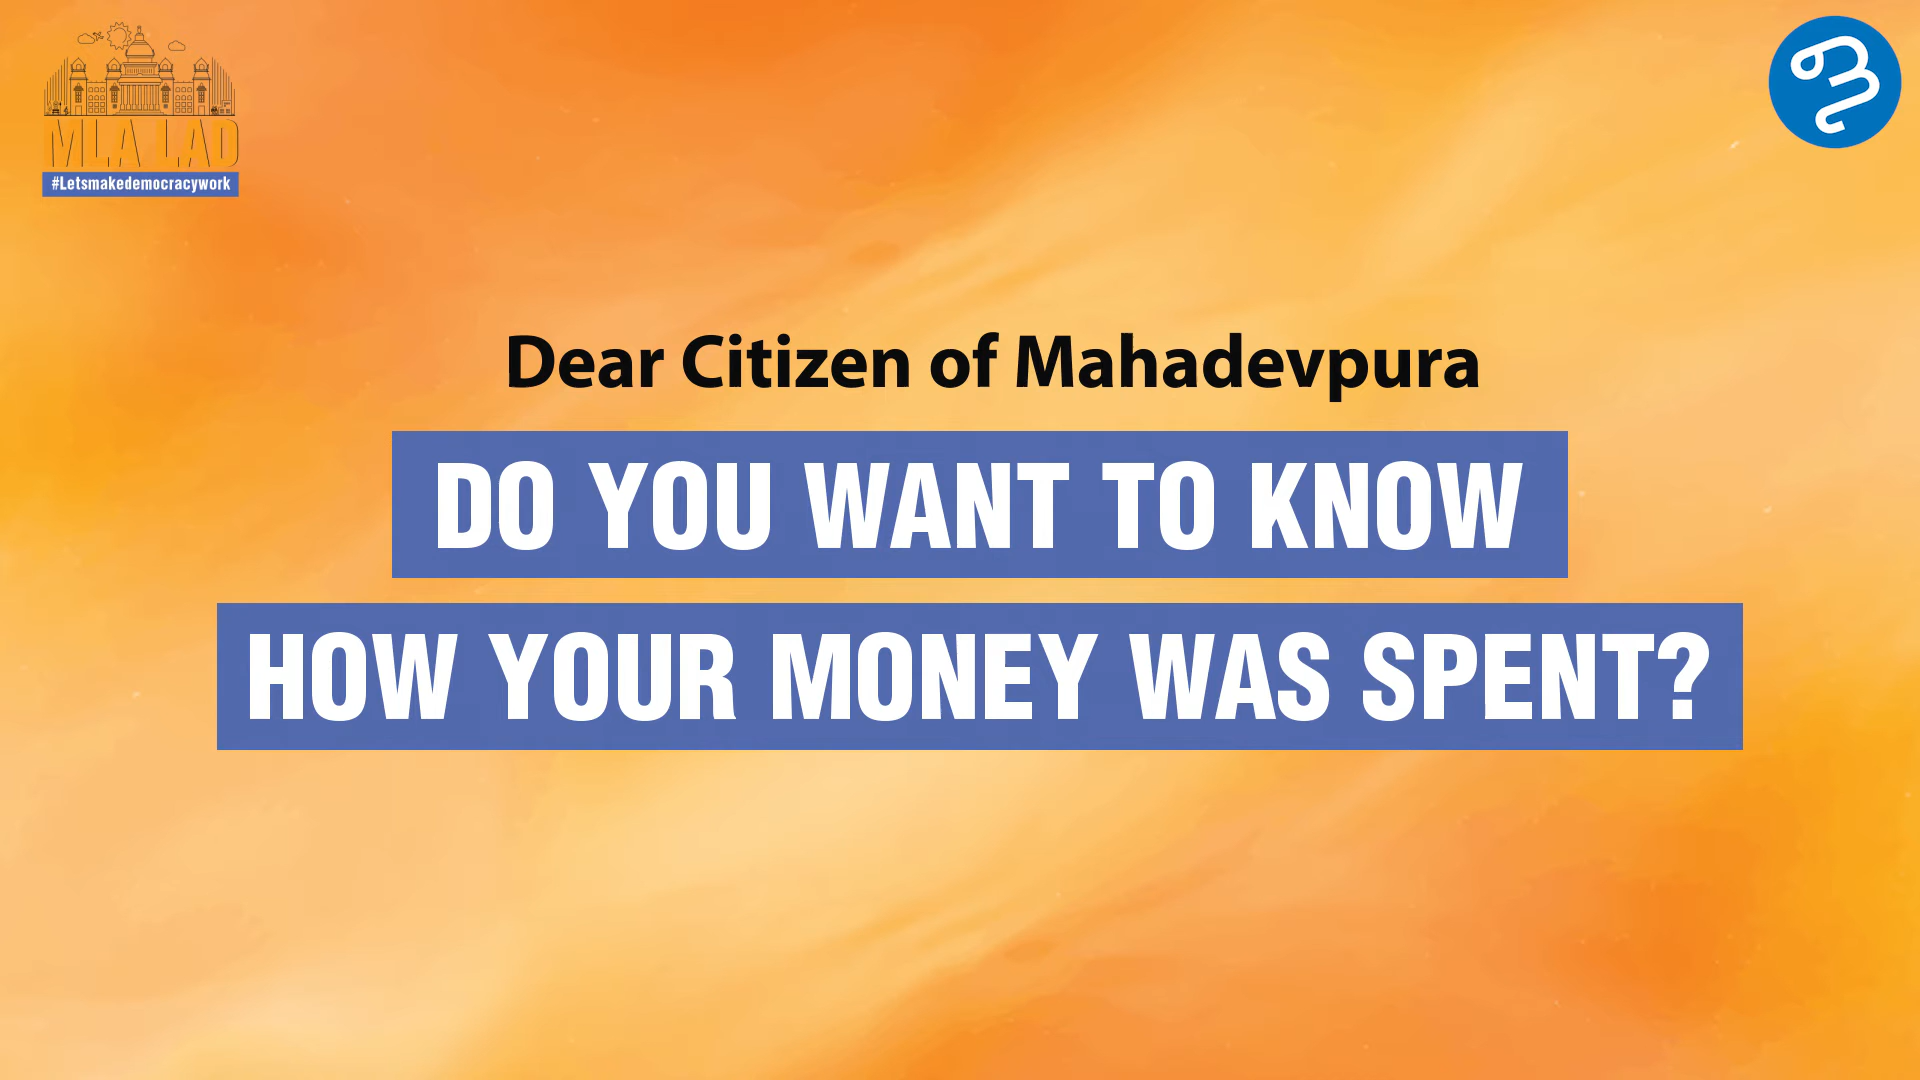 MLA LAD
#Letsmakedemocracywork
Dear Citizen of Mahadevpura
DO YOU WANT TO KNOW
HOW YOUR MONEY WAS SPENT?